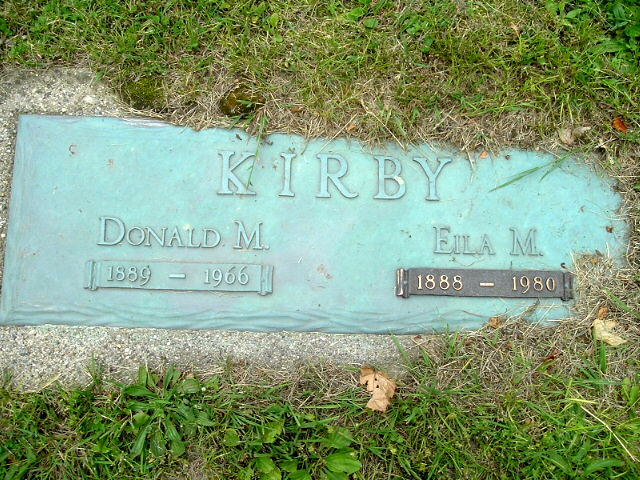 KIRBY
DONALD M. EILA M.
1889 – 1966 1888 – 1980